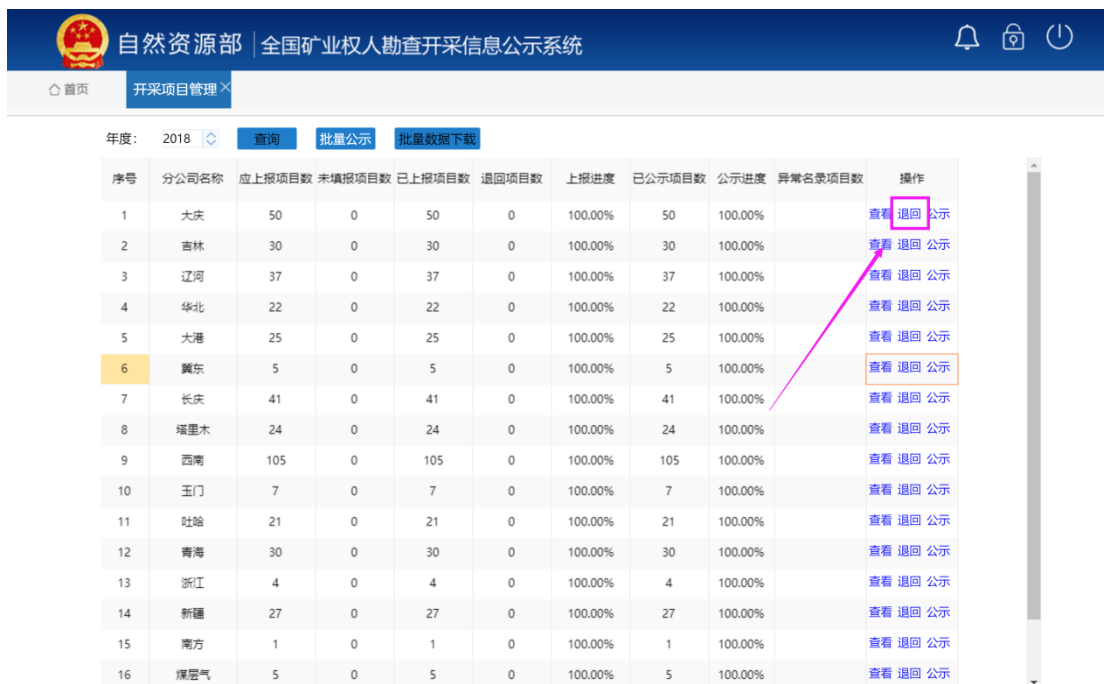 自然资源部 全国矿业权人勘查开采信息公示系统
首页 开采项目管理
年度: 2018 查询 批量公示 批量数据下载
序号 分公司名称 应上报项目数 未填报项目数 已上报项目数 退回项目数 上报进度 已公示项目数 公示进度 异常名录项目数 操作
1 大庆 50 0 50 0 100.00% 50 100.00% 查看 退回 公示
2 吉林 30 0 30 0 100.00% 30 100.00% 查看 退回 公示
3 辽河 37 0 37 0 100.00% 37 100.00% 查看 退回 公示
4 华北 22 0 22 0 100.00% 22 100.00% 查看 退回 公示
5 大港 25 0 25 0 100.00% 25 100.00% 查看 退回 公示
6 冀东 5 0 5 0 100.00% 5 100.00% 查看 退回 公示
7 长庆 41 0 41 0 100.00% 41 100.00% 查看 退回 公示
8 塔里木 24 0 24 0 100.00% 24 100.00% 查看 退回 公示
9 西南 105 0 105 0 100.00% 105 100.00% 查看 退回 公示
10 玉门 7 0 7 0 100.00% 7 100.00% 查看 退回 公示
11 吐哈 21 0 21 0 100.00% 21 100.00% 查看 退回 公示
12 青海 30 0 30 0 100.00% 30 100.00% 查看 退回 公示
13 浙江 4 0 4 0 100.00% 4 100.00% 查看 退回 公示
14 新疆 27 0 27 0 100.00% 27 100.00% 查看 退回 公示
15 南方 1 0 1 0 100.00% 1 100.00% 查看 退回 公示
16 煤层气 5 0 5 0 100.00% 5 100.00% 查看 退回 公示